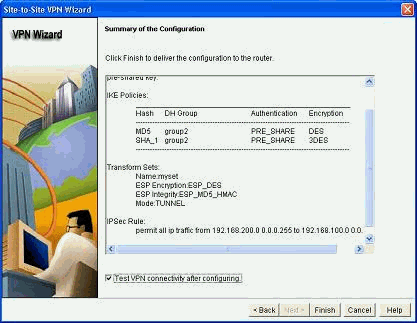 Site-to-Site VPN Wizard
VPN Wizard
Summary of the Configuration
Click Finish to deliver the configuration to the router.
pre-shared key.
IKE Policies:
Hash DH Group Authentication Encryption
MD5 group2 PRE_SHARE DES
SHA_1 group2 PRE_SHARE 3DES
Transform Sets:
Name:myset
ESP Encryption:ESP_DES
ESP Integrity:ESP_MD5_HMAC
Mode:TUNNEL
IPSec Rule:
permit all ip traffic from 192.168.200.0 0.0.0.255 to 192.168.100.0 0.0.
Test VPN connectivity after configuring.
< Back Next > Finish Cancel Help